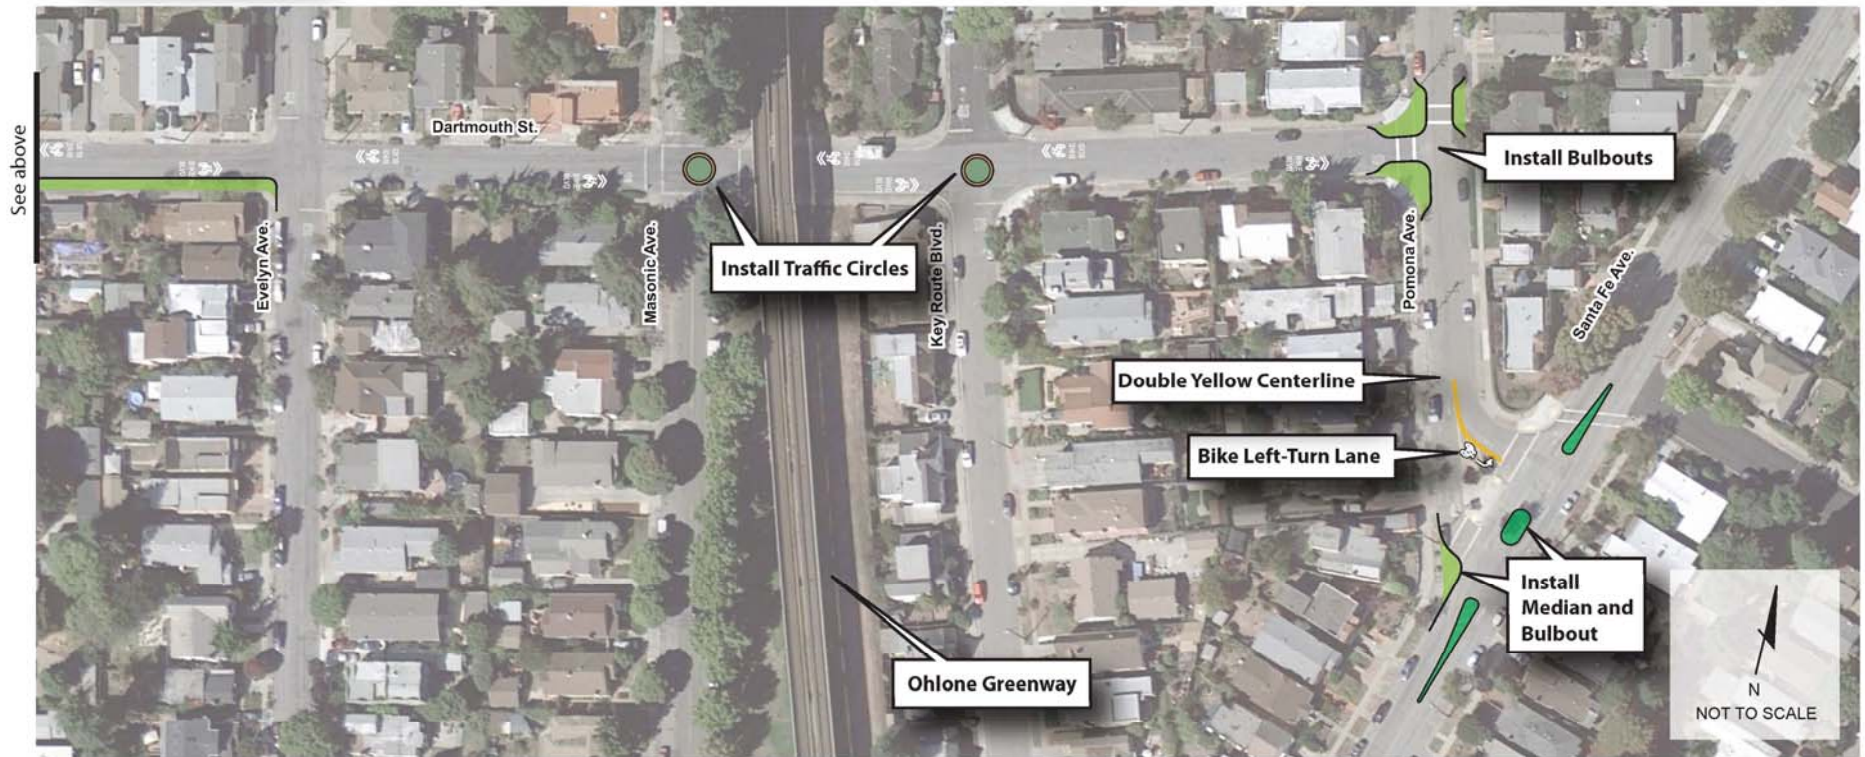 See above
Dartmouth St.
Evelyn Ave.
Masonic Ave.
Key Route Blvd.
Pomona Ave.
Santa Fe Ave.
Install Bulbouts
Install Traffic Circles
Double Yellow Centerline
Bike Left-Turn Lane
Install
Median and
Bulbout
Ohlone Greenway
N
NOT TO SCALE